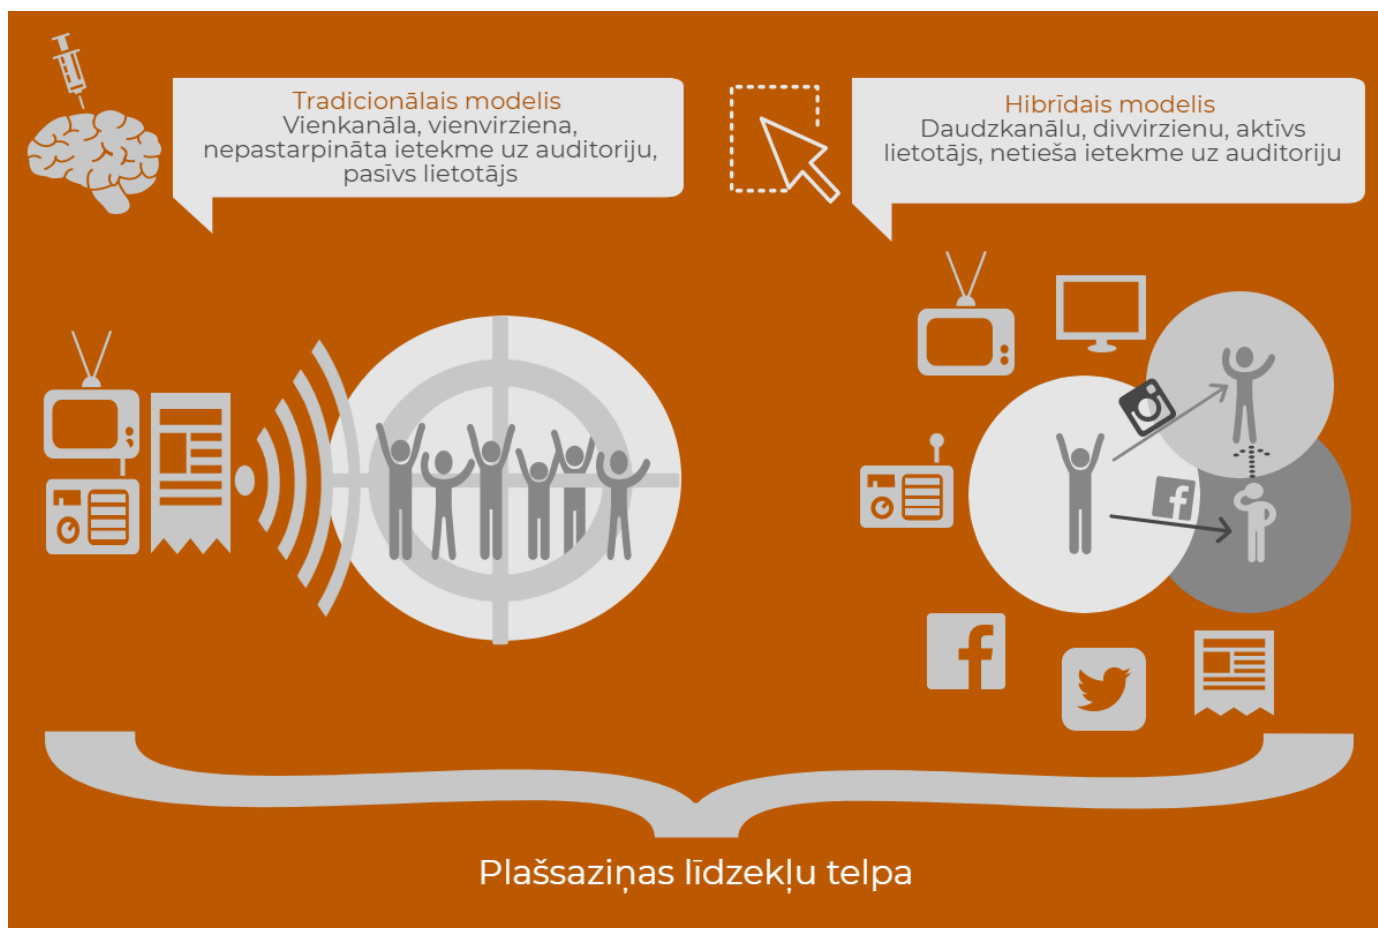 Tradicionālais modelis
Vienkanāla, vienvirziena,
nepastarpināta ietekme uz auditoriju,
pasīvs lietotājs
Hibrīdais modelis
Daudzkanālu, divvirzienu, aktīvs
lietotājs, netieša ietekme uz auditoriju
Plašsaziņas līdzekļu telpa